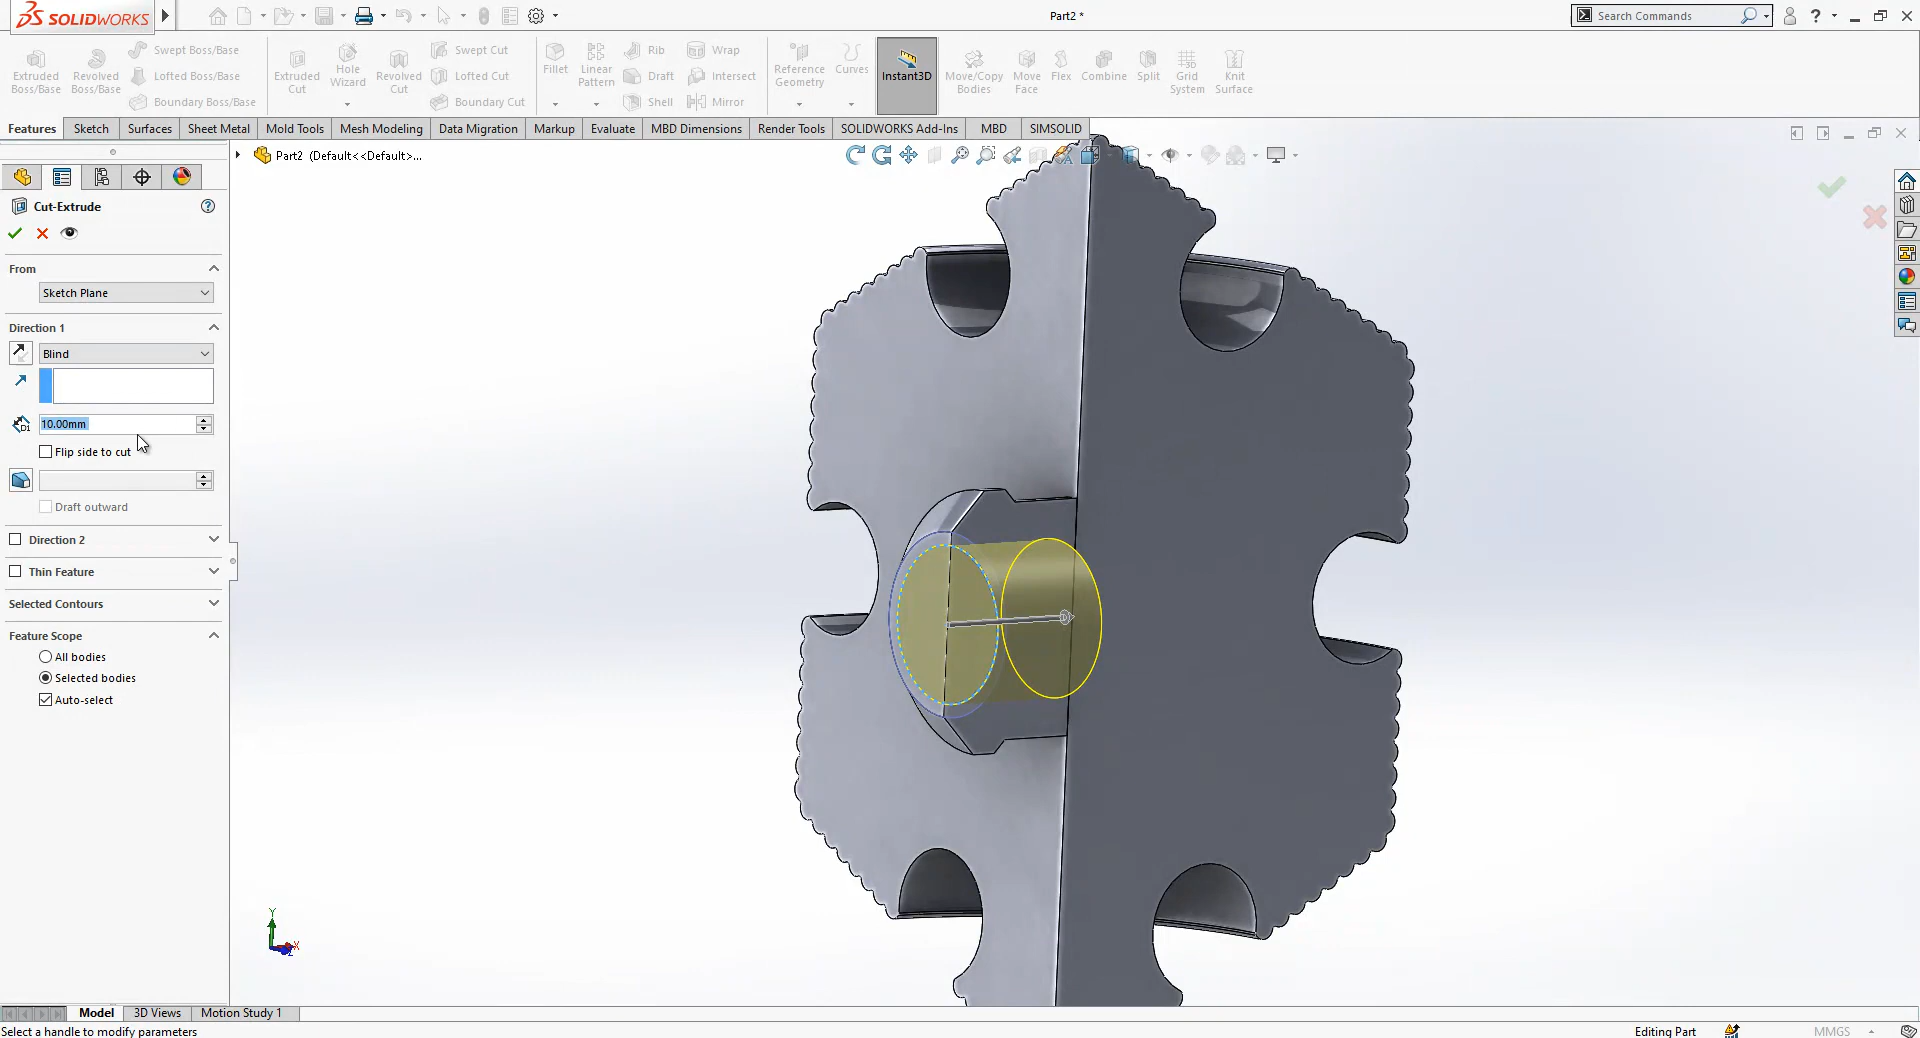 SOLIDWORKS
Part2 *
Search Commands
?
Extruded Boss/Base
Revolved Boss/Base
Swept Boss/Base
Lofted Boss/Base
Boundary Boss/Base
Extruded Cut
Hole Wizard
Revolved Cut
Swept Cut
Lofted Cut
Boundary Cut
Fillet
Linear Pattern
Rib
Draft
Shell
Wrap
Intersect
Mirror
Reference Geometry
Curves
Instant3D
Move/Copy Bodies
Move Face
Flex
Combine
Split
Grid System
Knit Surface
Features
Sketch
Surfaces
Sheet Metal
Mold Tools
Mesh Modeling
Data Migration
Markup
Evaluate
MBD Dimensions
Render Tools
SOLIDWORKS Add-Ins
MBD
SIMSOLID
Part2 (Default<<Default>...
Cut-Extrude
?
From
Sketch Plane
Direction 1
Blind
D1
10.00mm
Flip side to cut
Draft outward
Direction 2
Thin Feature
Selected Contours
Feature Scope
All bodies
Selected bodies
Auto-select
Y
X
Z
Model
3D Views
Motion Study 1
Select a handle to modify parameters
Editing Part
MMGS